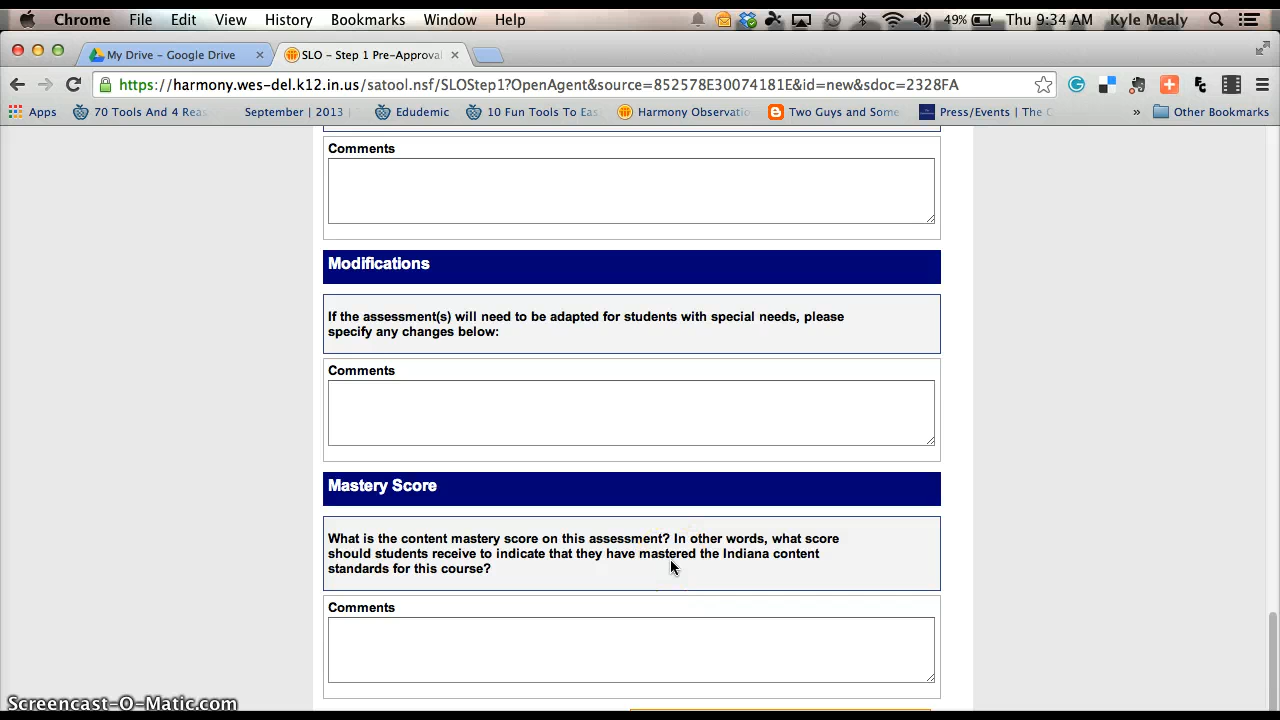 Chrome File Edit View History Bookmarks Window Help 49% Thu 9:34 AM Kyle Mealy
My Drive – Google Drive SLO – Step 1 Pre-Approval
https://harmony.wes-del.k12.in.us/satool.nsf/SLOStep1?OpenAgent&source=852578E30074181E&id=new&sdoc=2328FA
Apps 70 Tools And 4 Reas September | 2013 Edudemic 10 Fun Tools To Eas Harmony Observatio Two Guys and Some Press/Events | The C » Other Bookmarks
Comments
Modifications
If the assessment(s) will need to be adapted for students with special needs, please
specify any changes below:
Comments
Mastery Score
What is the content mastery score on this assessment? In other words, what score
should students receive to indicate that they have mastered the Indiana content
standards for this course?
Comments
Screencast-O-Matic.com